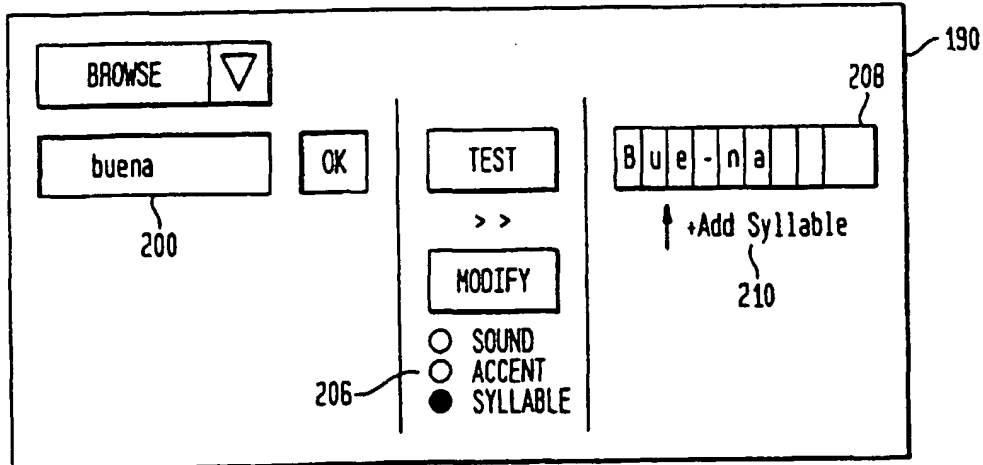 190
BROWSE
208
buena OK TEST B u e - n a
> >
+Add Syllable
200
MODIFY
210
SOUND
ACCENT
206
SYLLABLE